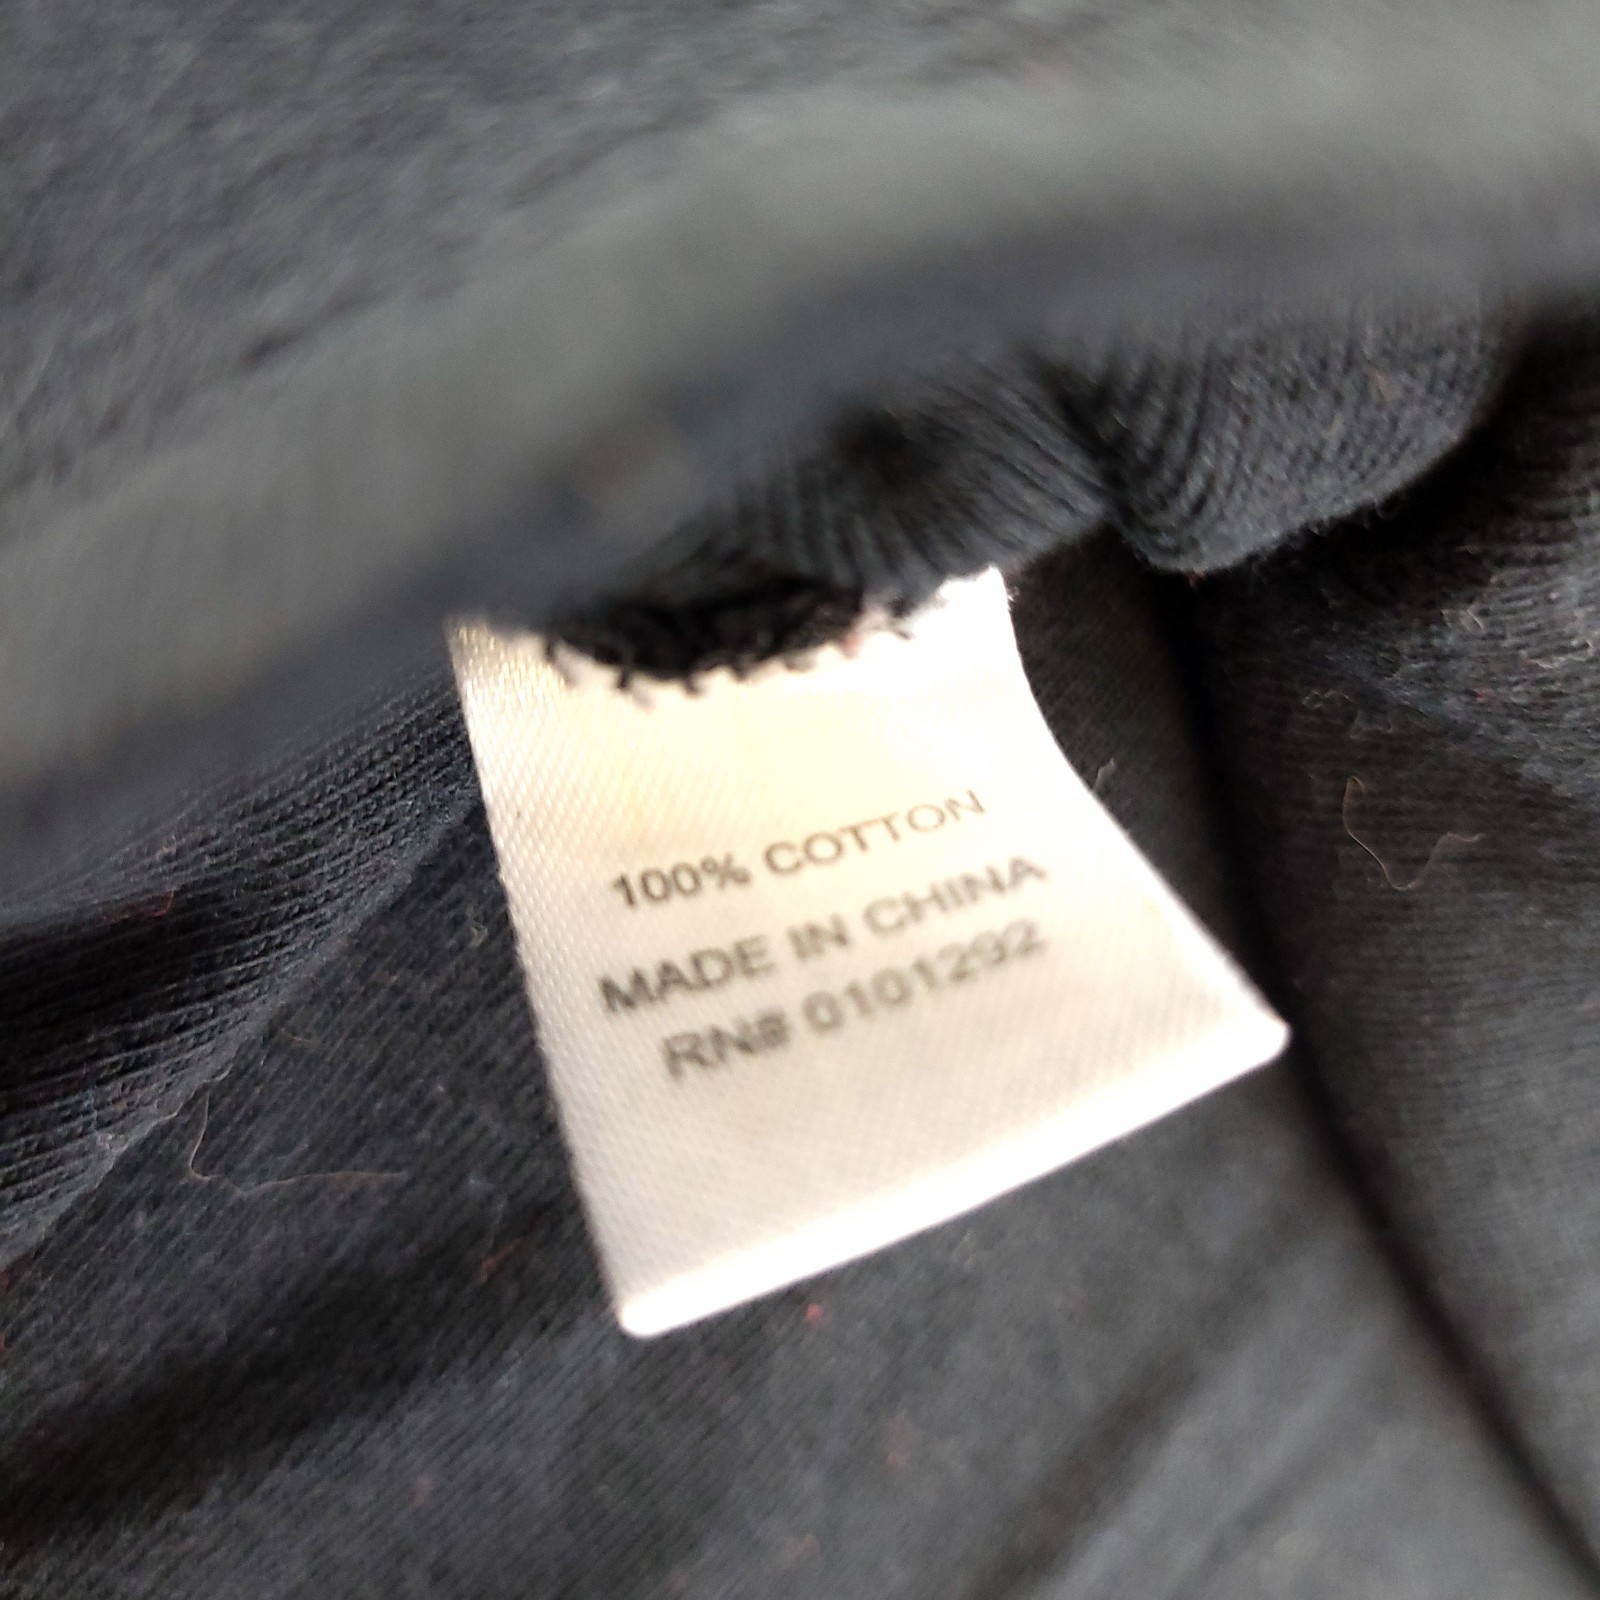 100% COTTON
MADE IN CHINA
RN# 0101292